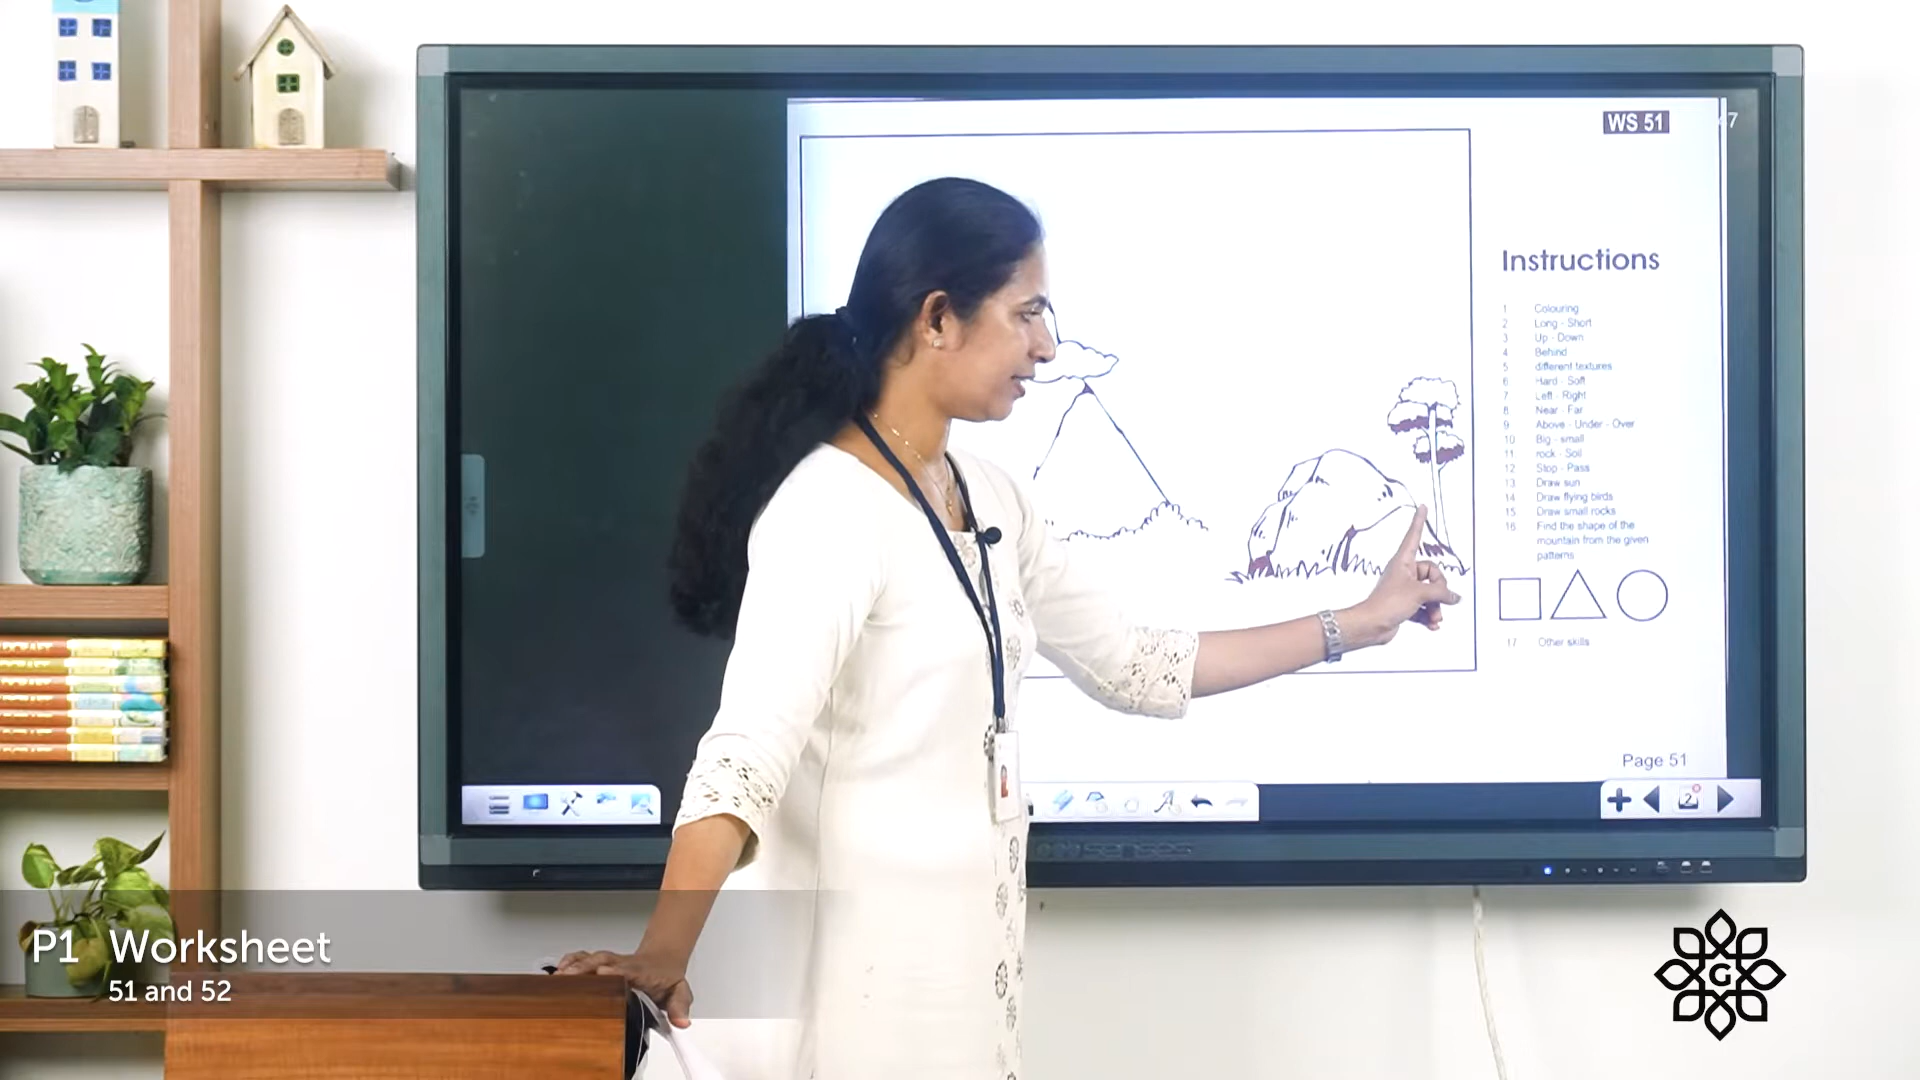 WS 51
7
Instructions
1 Colouring
2 Long - Short
3 Up - Down
4 Behind
5 different textures
6 Hard - Soft
7 Left - Right
8 Near - Far
9 Above - Under - Over
10 Big - small
11 rock - Soil
12 Stop - Pass
13 Draw sun
14 Draw flying birds
15 Draw small rocks
16 Find the shape of the
mountain from the given
patterns
17 Other skills
Page 51
2
P1 Worksheet
51 and 52
G